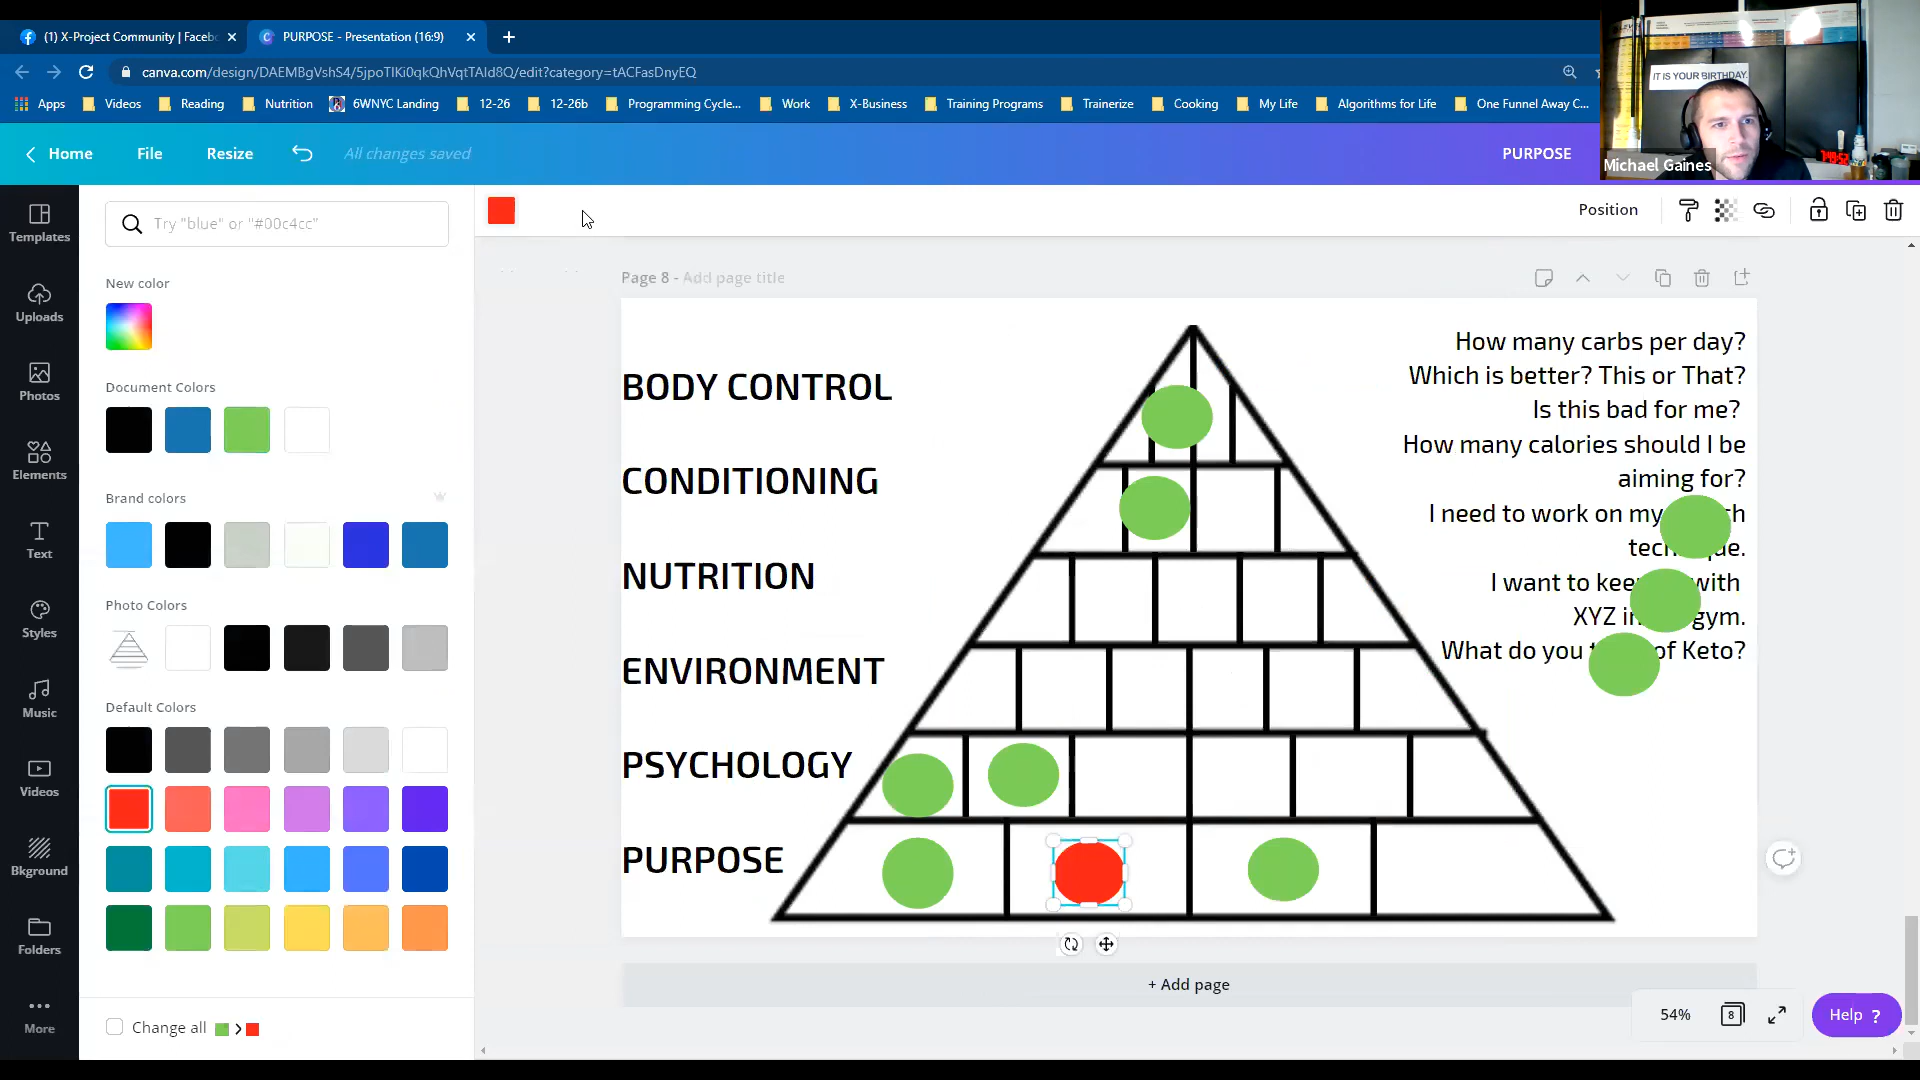 (1) X-Project Community | Faceb
PURPOSE - Presentation (16:9)
canva.com/design/DAEMBgVshS4/5jpoTlKi0qkQhVqtTAId8Q/edit?category=tACFasDnyEQ
Apps
Videos
Reading
Nutrition
6WNYC Landing
12-26
12-26b
Programming Cycle...
Work
X-Business
Training Programs
Trainerize
Cooking
My Life
Algorithms for Life
One Funnel Away C...
IT IS YOUR BIRTHDAY.
Michael Gaines
Home
File
Resize
All changes saved
PURPOSE
Templates
Uploads
Photos
Elements
Text
Styles
Music
Videos
Bkground
Folders
More
Try "blue" or "#00c4cc"
New color
Document Colors
Brand colors
Photo Colors
Default Colors
Change all
Position
Page 8 - Add page title
BODY CONTROL
CONDITIONING
NUTRITION
ENVIRONMENT
PSYCHOLOGY
PURPOSE
How many carbs per day?
Which is better? This or That?
Is this bad for me?
How many calories should I be
aiming for?
I need to work on my
I want to with
XYZ gym.
What do you of Keto?
+ Add page
54%
8
Help ?